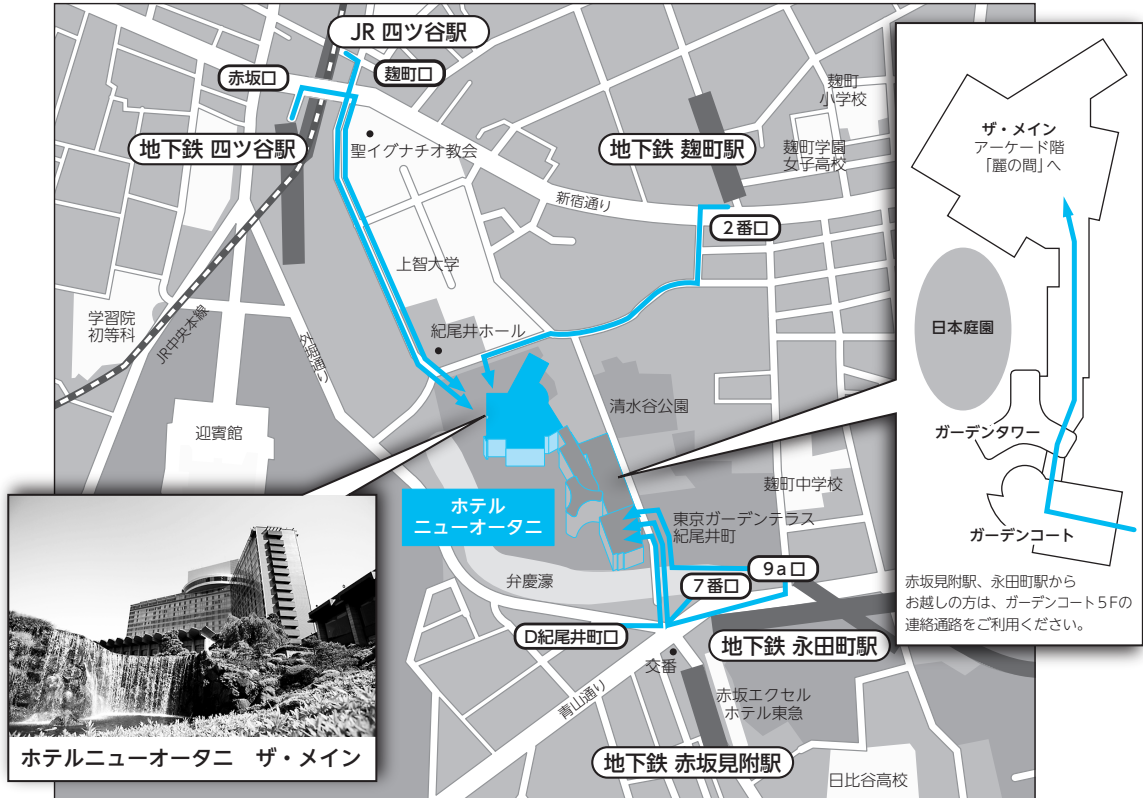 JR 四ツ谷駅
赤坂口
麹町口
地下鉄 四ツ谷駅
聖イグナチオ教会
地下鉄 麹町駅
麹町
小学校
麹町学園
女子高校
新宿通り
2番口
上智大学
学習院
初等科
JR中央本線
外堀通り
紀尾井ホール
清水谷公園
迎賓館
ホテル
ニューオータニ
麹町中学校
東京ガーデンテラス
紀尾井町
弁慶濠
9a口
7番口
D紀尾井町口
地下鉄 永田町駅
交番
青山通り
赤坂エクセル
ホテル東急
地下鉄 赤坂見附駅
日比谷高校
ホテルニューオータニ ザ・メイン
ザ・メイン
アーケード階
「麗の間」へ
日本庭園
ガーデンタワー
ガーデンコート
赤坂見附駅、永田町駅から
お越しの方は、ガーデンコート5Fの
連絡通路をご利用ください。